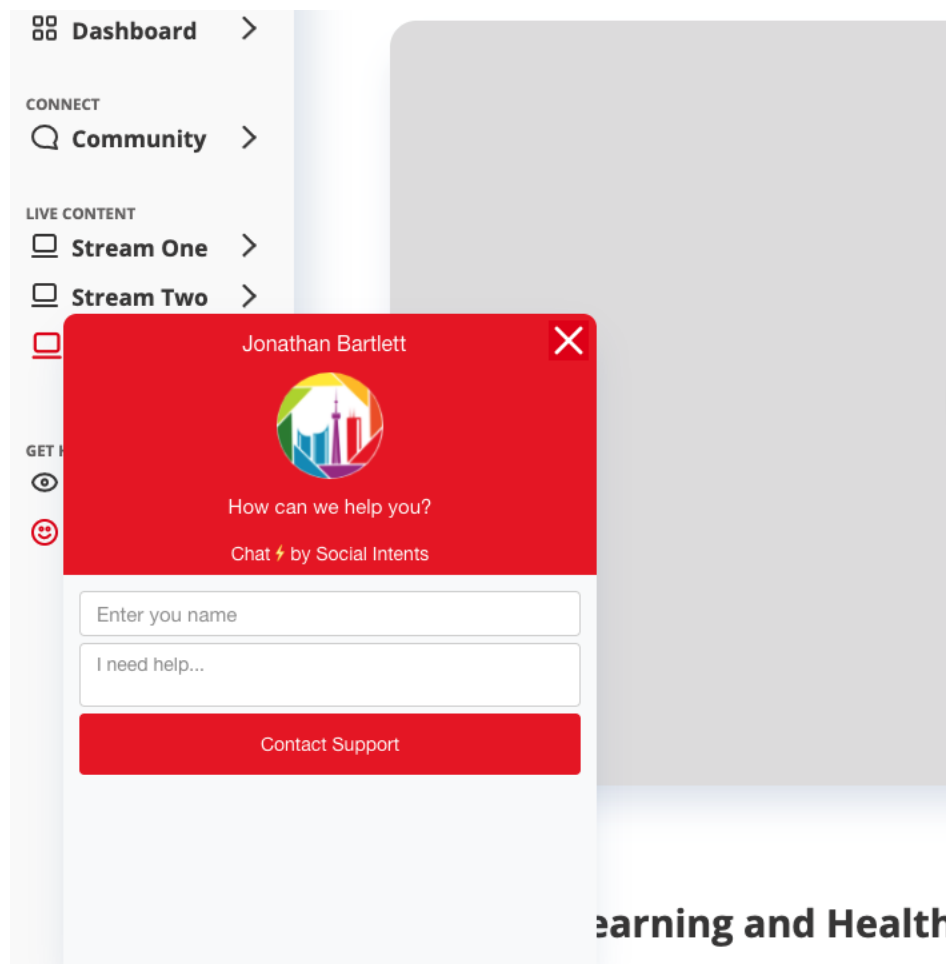 Dashboard
CONNECT
Community
LIVE CONTENT
Stream One
Stream Two
Jonathan Bartlett
GET
How can we help you?
Chat⚡by Social Intents
Enter you name
I need help...
Contact Support
earning and Health